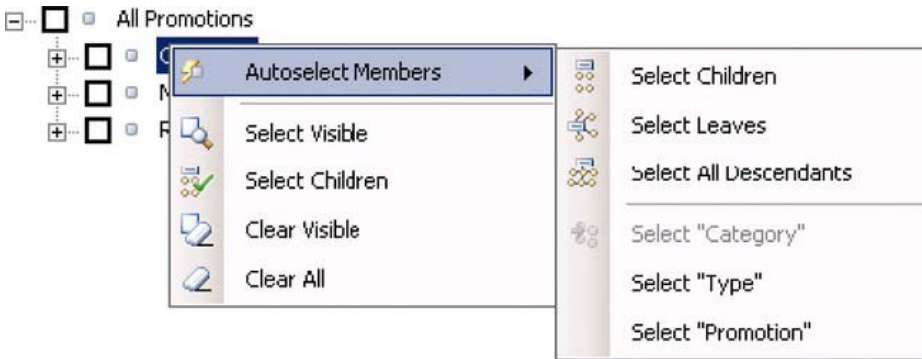 All Promotions
Autoselect Members
Select Visible
Select Children
Clear Visible
Clear All
Select Children
Select Leaves
Select All Descendants
Select "Category"
Select "Type"
Select "Promotion"